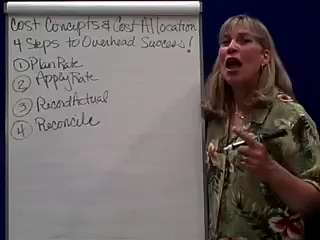 Cost Concepts & Cost Allocation
4 Steps to Overhead Success!
① Plan Rate
② Apply Rate
③ Record Actual
④ Reconcile